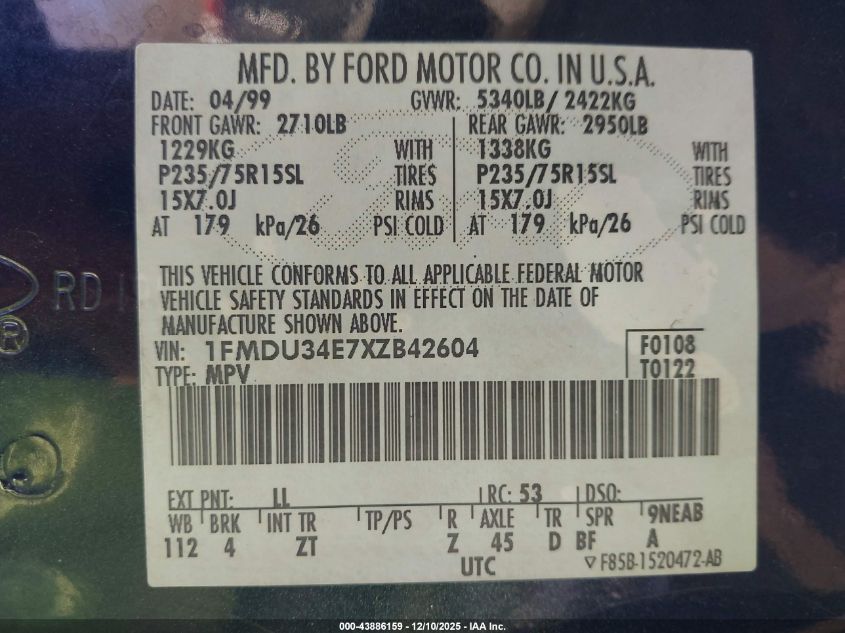 MFD. BY FORD MOTOR CO. IN U.S.A.
DATE: 04/99 GVWR: 5340LB/ 2422KG
FRONT GAWR: 2710LB REAR GAWR: 2950LB
1229KG WITH 1338KG WITH
P235/75R15SL TIRES P235/75R15SL TIRES
15X7.0J RIMS 15X7.0J RIMS
AT 179 kPa/26 PSI COLD AT 179 kPa/26 PSI COLD
THIS VEHICLE CONFORMS TO ALL APPLICABLE FEDERAL MOTOR
VEHICLE SAFETY STANDARDS IN EFFECT ON THE DATE OF
MANUFACTURE SHOWN ABOVE.
VIN: 1FMDU34E7XZB42604 F0108
TYPE: MPV T0122
EXT PNT: LL RC: 53 DSO:
WB BRK INT TR TP/PS R AXLE TR SPR 9NEAB
112 4 ZT Z 45 D BF A
UTC ▽F85B-1520472-AB
RD
®
000-43886159 - 12/10/2025 - IAA Inc.